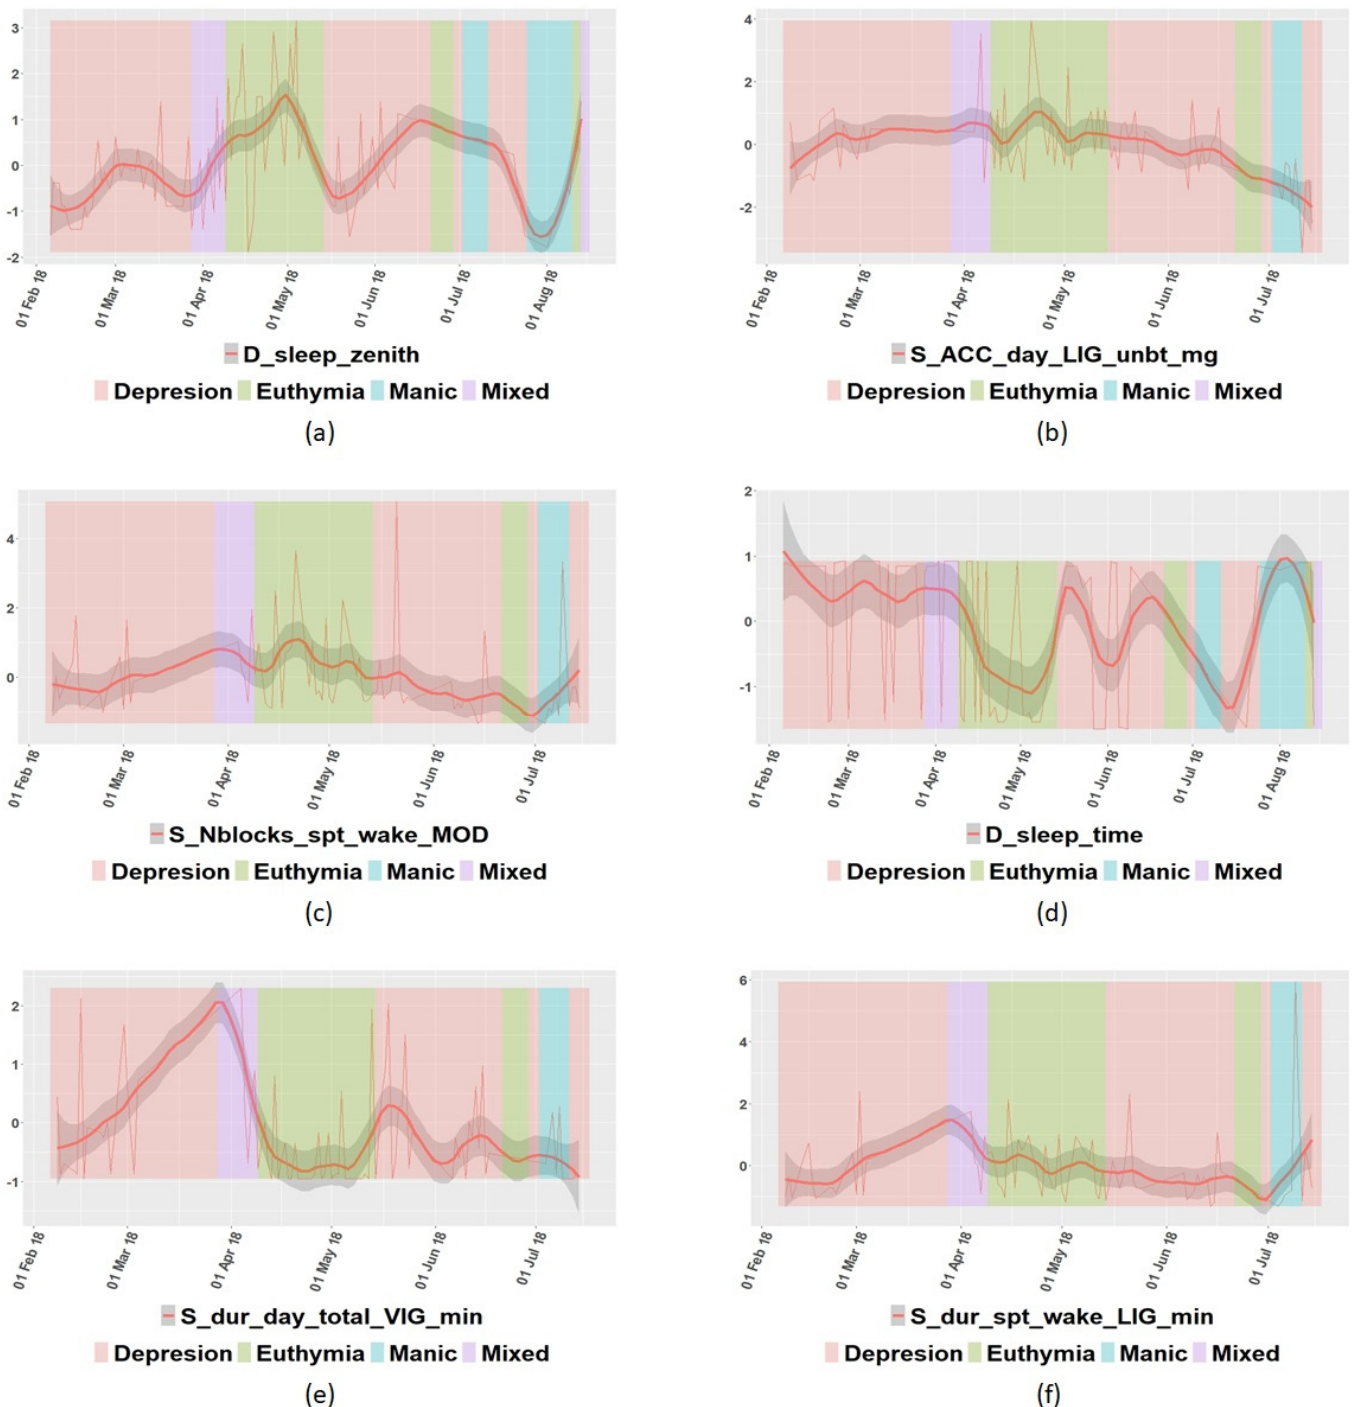 3
2
1
0
-1
-2
01 Feb 18
01 Mar 18
01 Apr 18
01 May 18
01 Jun 18
01 Jul 18
01 Aug 18
D_sleep_zenith
Depresion Euthymia Manic Mixed
(a)
4
2
0
-2
01 Feb 18
01 Mar 18
01 Apr 18
01 May 18
01 Jun 18
01 Jul 18
S_ACC_day_LIG_unbt_mg
Depresion Euthymia Manic Mixed
(b)
4
2
0
01 Feb 18
01 Mar 18
01 Apr 18
01 May 18
01 Jun 18
01 Jul 18
S_Nblocks_spt_wake_MOD
Depresion Euthymia Manic Mixed
(c)
2
1
0
-1
01 Feb 18
01 Mar 18
01 Apr 18
01 May 18
01 Jun 18
01 Jul 18
01 Aug 18
D_sleep_time
Depresion Euthymia Manic Mixed
(d)
2
1
0
-1
01 Feb 18
01 Mar 18
01 Apr 18
01 May 18
01 Jun 18
01 Jul 18
S_dur_day_total_VIG_min
Depresion Euthymia Manic Mixed
(e)
6
4
2
0
01 Feb 18
01 Mar 18
01 Apr 18
01 May 18
01 Jun 18
01 Jul 18
S_dur_spt_wake_LIG_min
Depresion Euthymia Manic Mixed
(f)